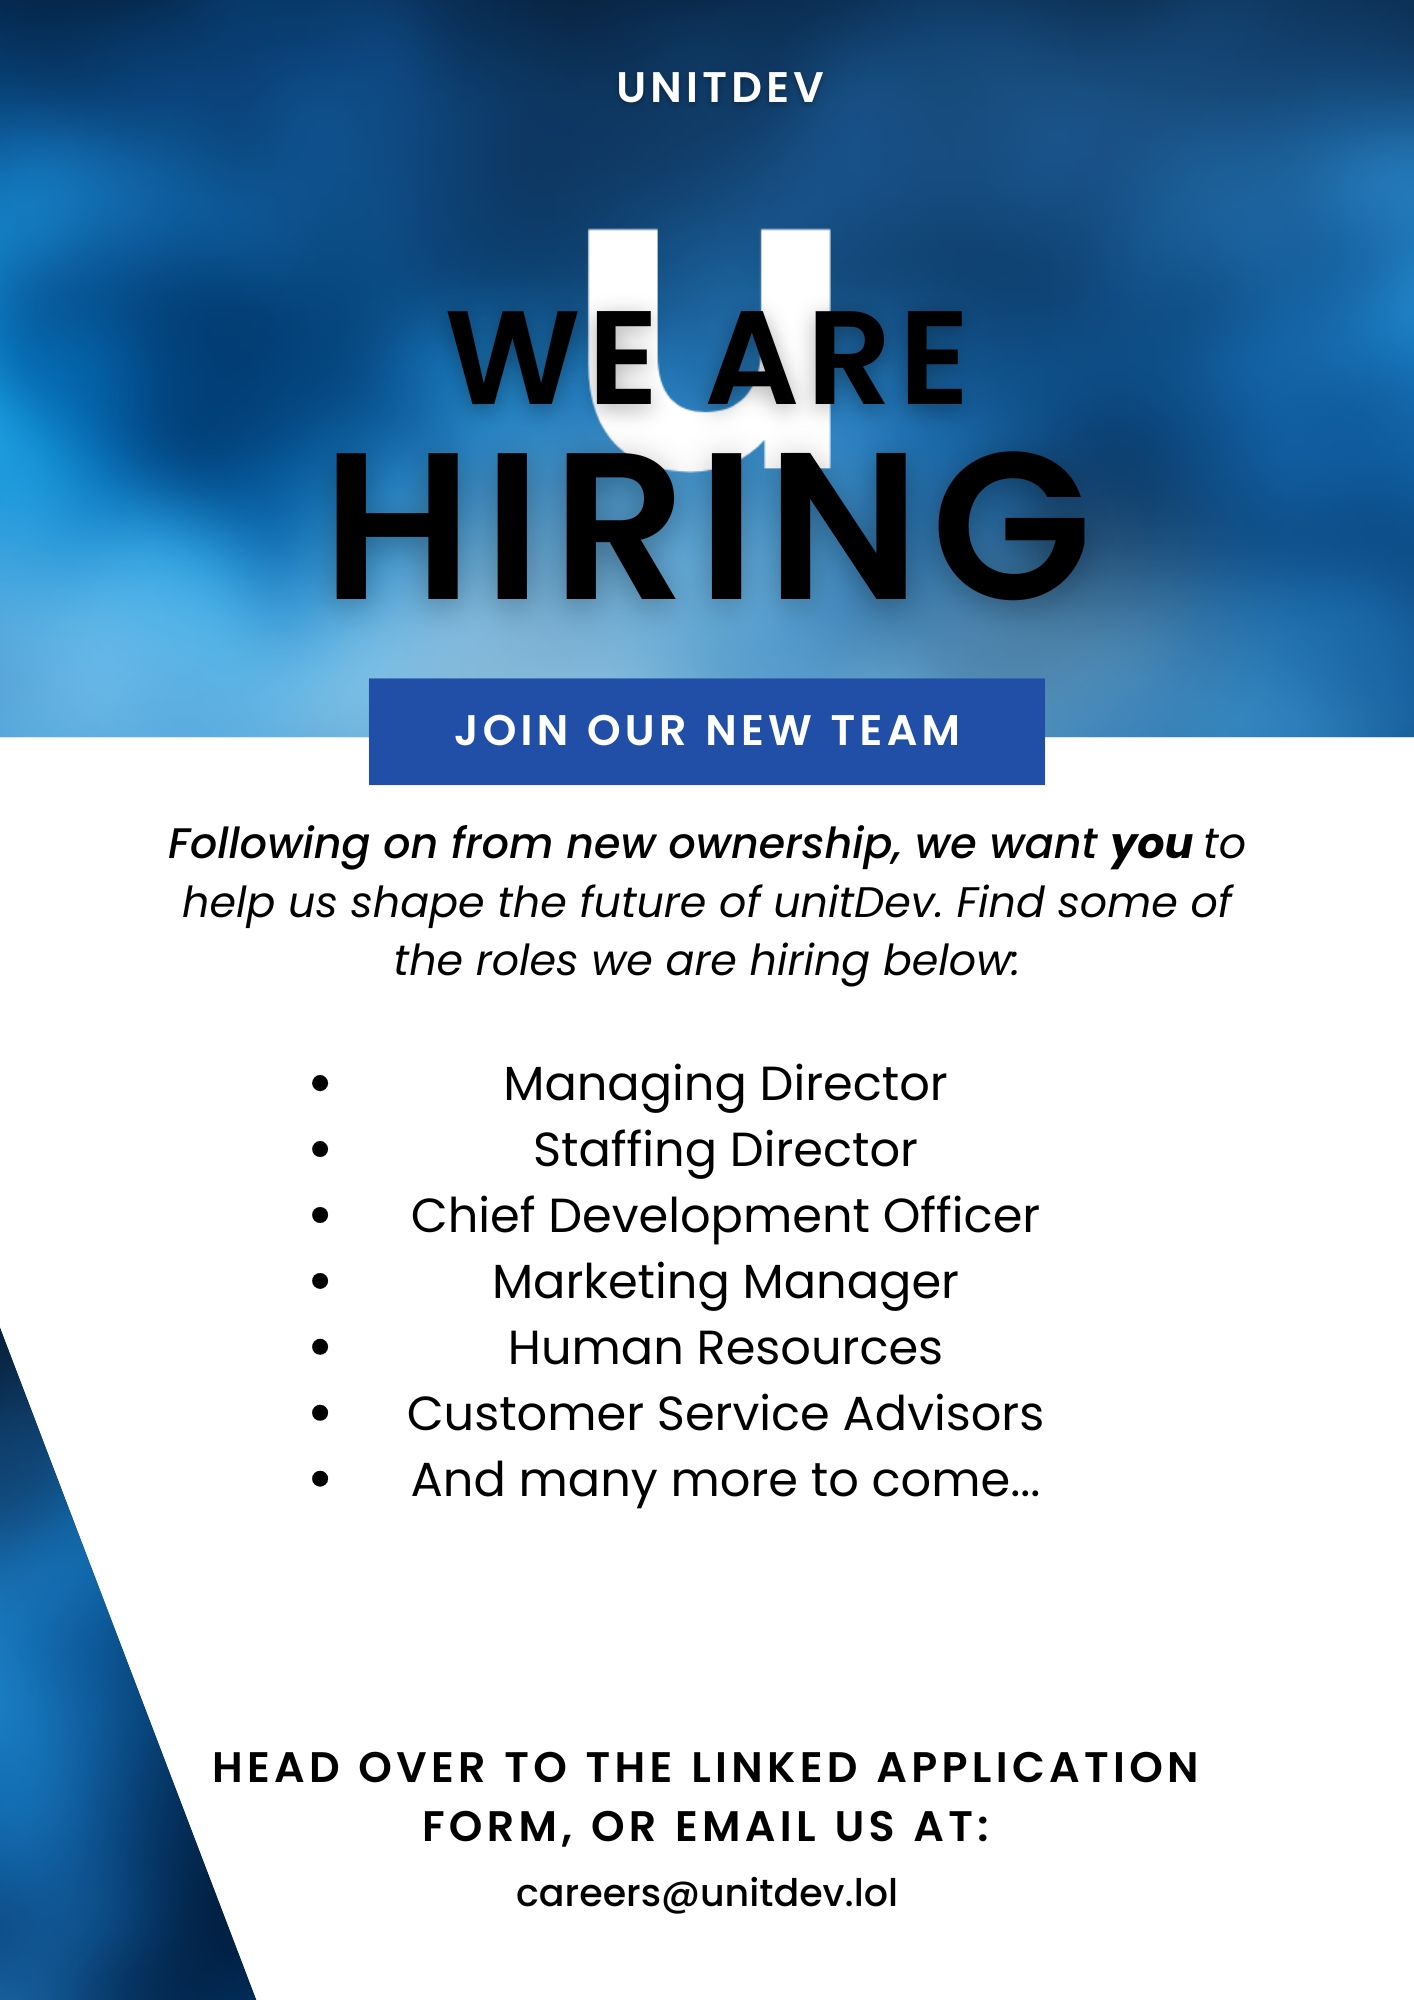 UNITDEV
u
WE ARE
HIRING
JOIN OUR NEW TEAM
Following on from new ownership, we want you to
help us shape the future of unitDev. Find some of
the roles we are hiring below:
• Managing Director
• Staffing Director
• Chief Development Officer
• Marketing Manager
• Human Resources
• Customer Service Advisors
• And many more to come...
HEAD OVER TO THE LINKED APPLICATION
FORM, OR EMAIL US AT:
careers@unitdev.lol